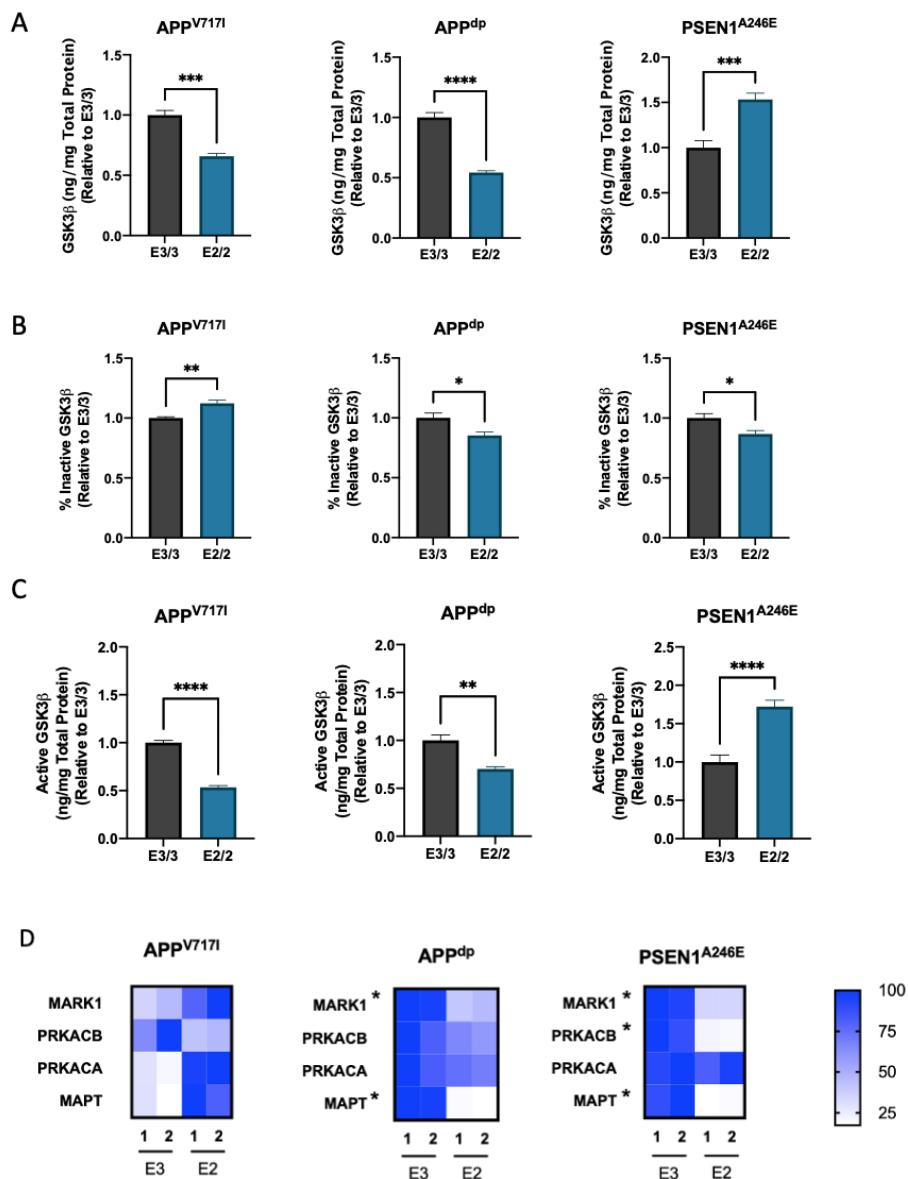 A
APPV717I
GSK3β (ng/mg Total Protein)
(Relative to E3/3)
1.5
1.0
0.5
0.0
***
E3/3 E2/2
APPdp
GSK3β (ng/mg Total Protein)
(Relative to E3/3)
1.5
1.0
0.5
0.0
****
E3/3 E2/2
PSEN1A246E
GSK3β (ng/mg Total Protein)
(Relative to E3/3)
2.0
1.5
1.0
0.5
0.0
***
E3/3 E2/2
B
APPV717I
% Inactive GSK3β
(Relative to E3/3)
1.5
1.0
0.5
0.0
**
E3/3 E2/2
APPdp
% Inactive GSK3β
(Relative to E3/3)
1.5
1.0
0.5
0.0
*
E3/3 E2/2
PSEN1A246E
% Inactive GSK3β
(Relative to E3/3)
1.5
1.0
0.5
0.0
*
E3/3 E2/2
C
APPV717I
Active GSK3β
(ng/mg Total Protein)
(Relative to E3/3)
2.0
1.5
1.0
0.5
0.0
****
E3/3 E2/2
APPdp
Active GSK3β
(ng/mg Total Protein)
(Relative to E3/3)
2.0
1.5
1.0
0.5
0.0
**
E3/3 E2/2
PSEN1A246E
Active GSK3β
(ng/mg Total Protein)
(Relative to E3/3)
2.5
2.0
1.5
1.0
0.5
0.0
****
E3/3 E2/2
D
APPV717I
MARK1
PRKACB
PRKACA
MAPT
1 2 1 2
E3 E2
APPdp
MARK1 *
PRKACB
PRKACA
MAPT *
1 2 1 2
E3 E2
PSEN1A246E
MARK1 *
PRKACB *
PRKACA
MAPT *
1 2 1 2
E3 E2
100
75
50
25